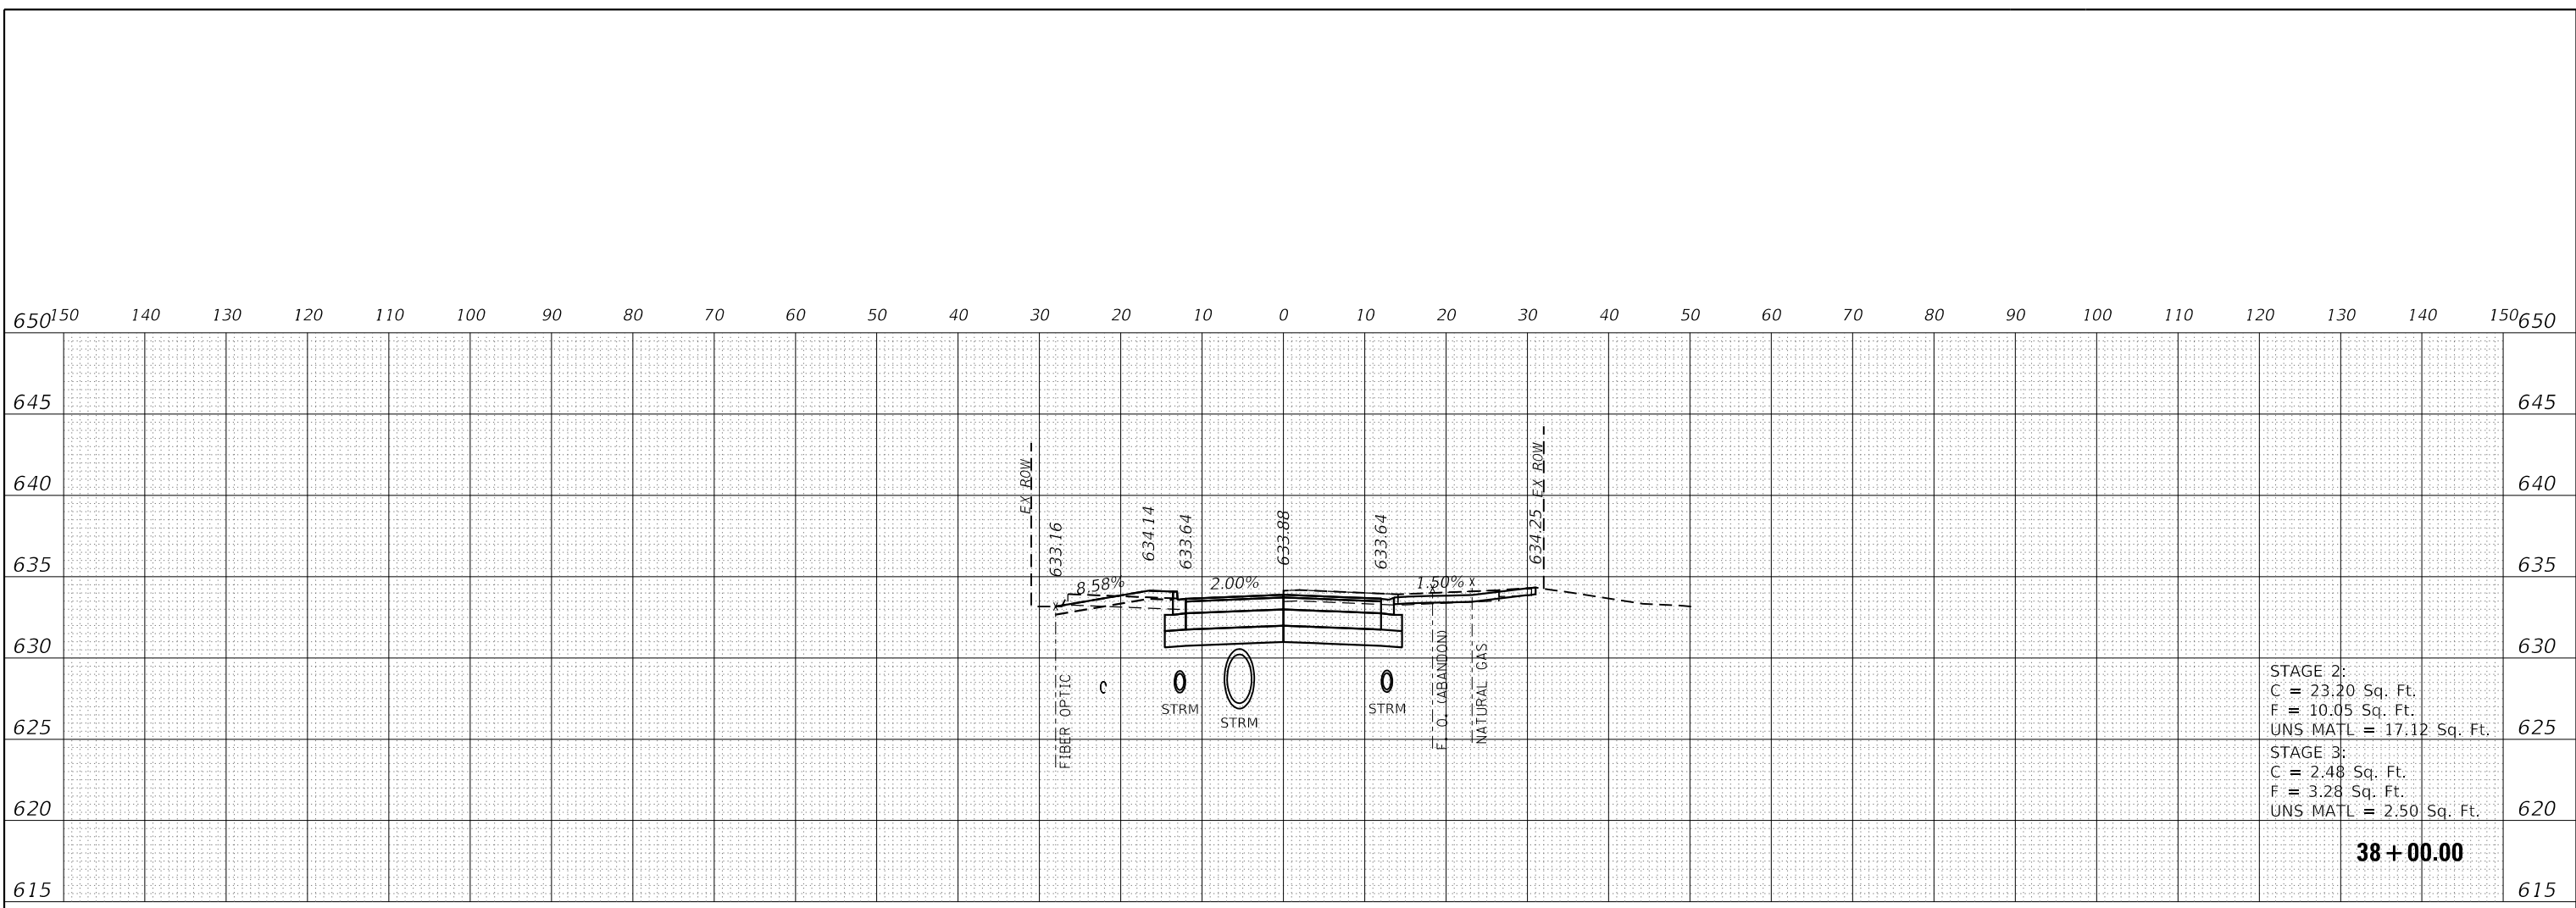 150 140 130 120 110 100 90 80 70 60 50 40 30 20 10 0 10 20 30 40 50 60 70 80 90 100 110 120 130 140 150
650 650
645 645
640 640
635 635
630 630
625 625
620 620
615 615
EX ROW
633.16
634.14
633.64
633.88
633.64
634.25
EX ROW
8.58%
2.00%
1.50%
FIBER OPTIC
STRM
STRM
STRM
F. O. (ABANDON)
NATURAL GAS
STAGE 2:
C = 23.20 Sq. Ft.
F = 10.05 Sq. Ft.
UNS MATL = 17.12 Sq. Ft.
STAGE 3:
C = 2.48 Sq. Ft.
F = 3.28 Sq. Ft.
UNS MATL = 2.50 Sq. Ft.
38+00.00